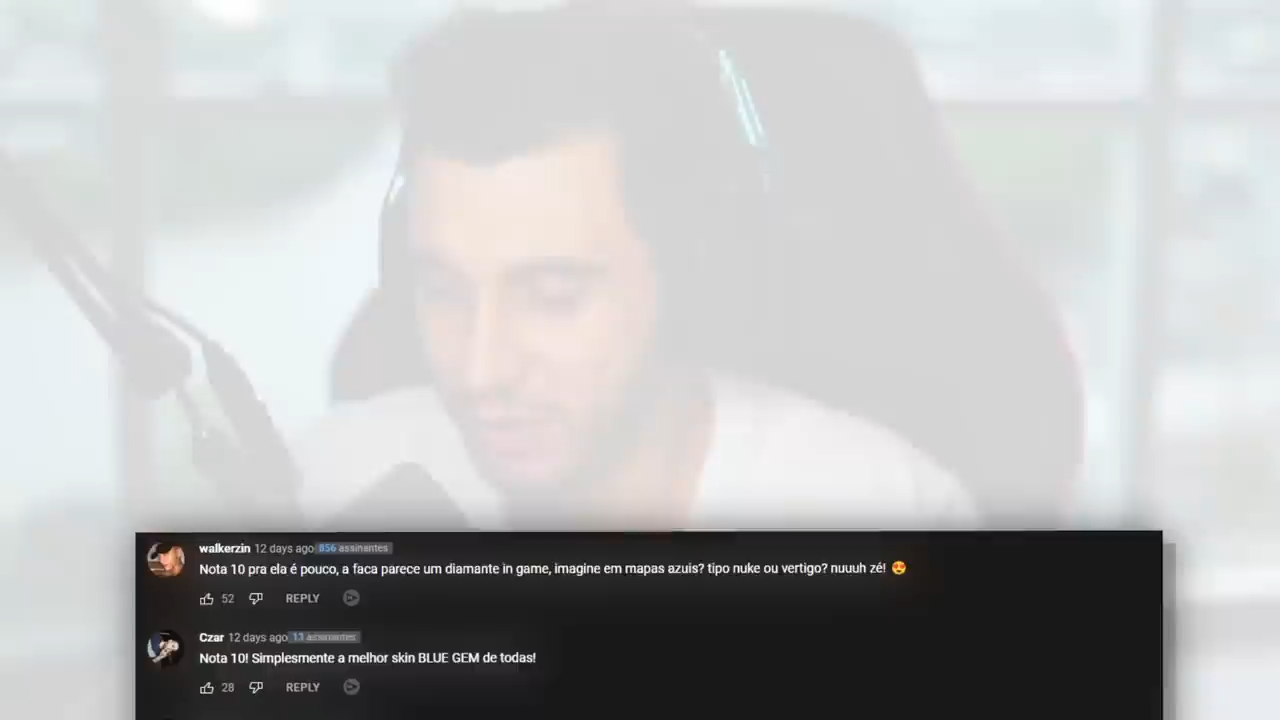 walkerzin 12 days ago 856 assinantes
Nota 10 pra ela é pouco, a faca parece um diamante in game, imagine em mapas azuis? tipo nuke ou vertigo? nuuuh zé! 😍
52 REPLY
Czar 12 days ago 13 assinantes
Nota 10! Simplesmente a melhor skin BLUE GEM de todas!
28 REPLY